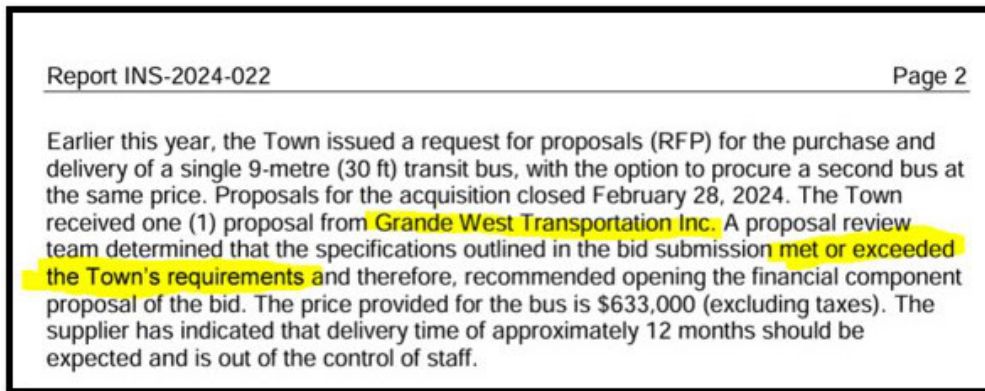 Report INS-2024-022 Page 2
Earlier this year, the Town issued a request for proposals (RFP) for the purchase and
delivery of a single 9-metre (30 ft) transit bus, with the option to procure a second bus at
the same price. Proposals for the acquisition closed February 28, 2024. The Town
received one (1) proposal from Grande West Transportation Inc. A proposal review
team determined that the specifications outlined in the bid submission met or exceeded
the Town's requirements and therefore, recommended opening the financial component
proposal of the bid. The price provided for the bus is $633,000 (excluding taxes). The
supplier has indicated that delivery time of approximately 12 months should be
expected and is out of the control of staff.